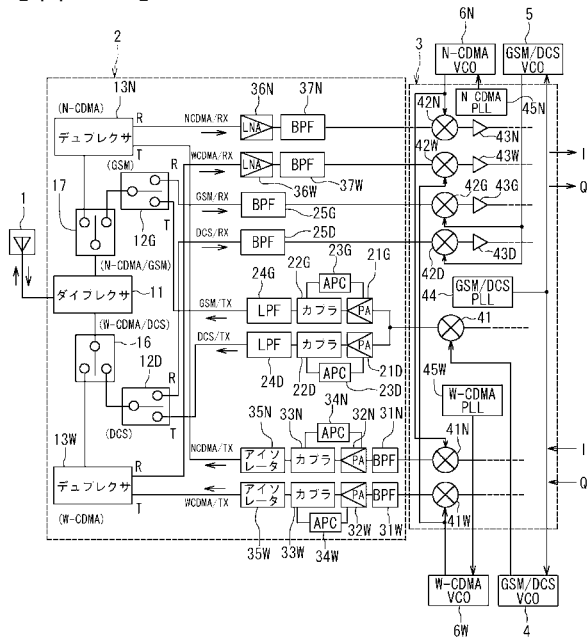 6N
5
N-CDMA
VCO
GSM/DCS
VCO
2
3
13N
(N-CDMA)
デュプレクサ
R
T
NCDMA/RX
36N
LNA
37N
BPF
42N
N CDMA
PLL
45N
43N
WCDMA/RX
LNA
36W
BPF
37W
42W
43W
I
Q
(GSM)
R
T
17
12G
GSM/RX
BPF
25G
42G
43G
1
(N-CDMA/GSM)
DCS/RX
BPF
25D
42D
43D
ダイプレクサ
11
24G
22G
23G
APC
21G
GSM/TX
LPF
カプラ
PA
GSM/DCS
PLL
44
41
(W-CDMA/DCS)
16
12D
R
T
(DCS)
DCS/TX
LPF
24D
カプラ
22D
APC
23D
PA
21D
45W
W-CDMA
PLL
34N
35N
33N
APC
32N
31N
NCDMA/TX
アイソ
レータ
カプラ
PA
BPF
41N
I
13W
デュプレクサ
R
T
(W-CDMA)
WCDMA/TX
アイソ
レータ
35W
カプラ
33W
APC
34W
PA
32W
BPF
31W
41W
Q
W-CDMA
VCO
6W
GSM/DCS
VCO
4